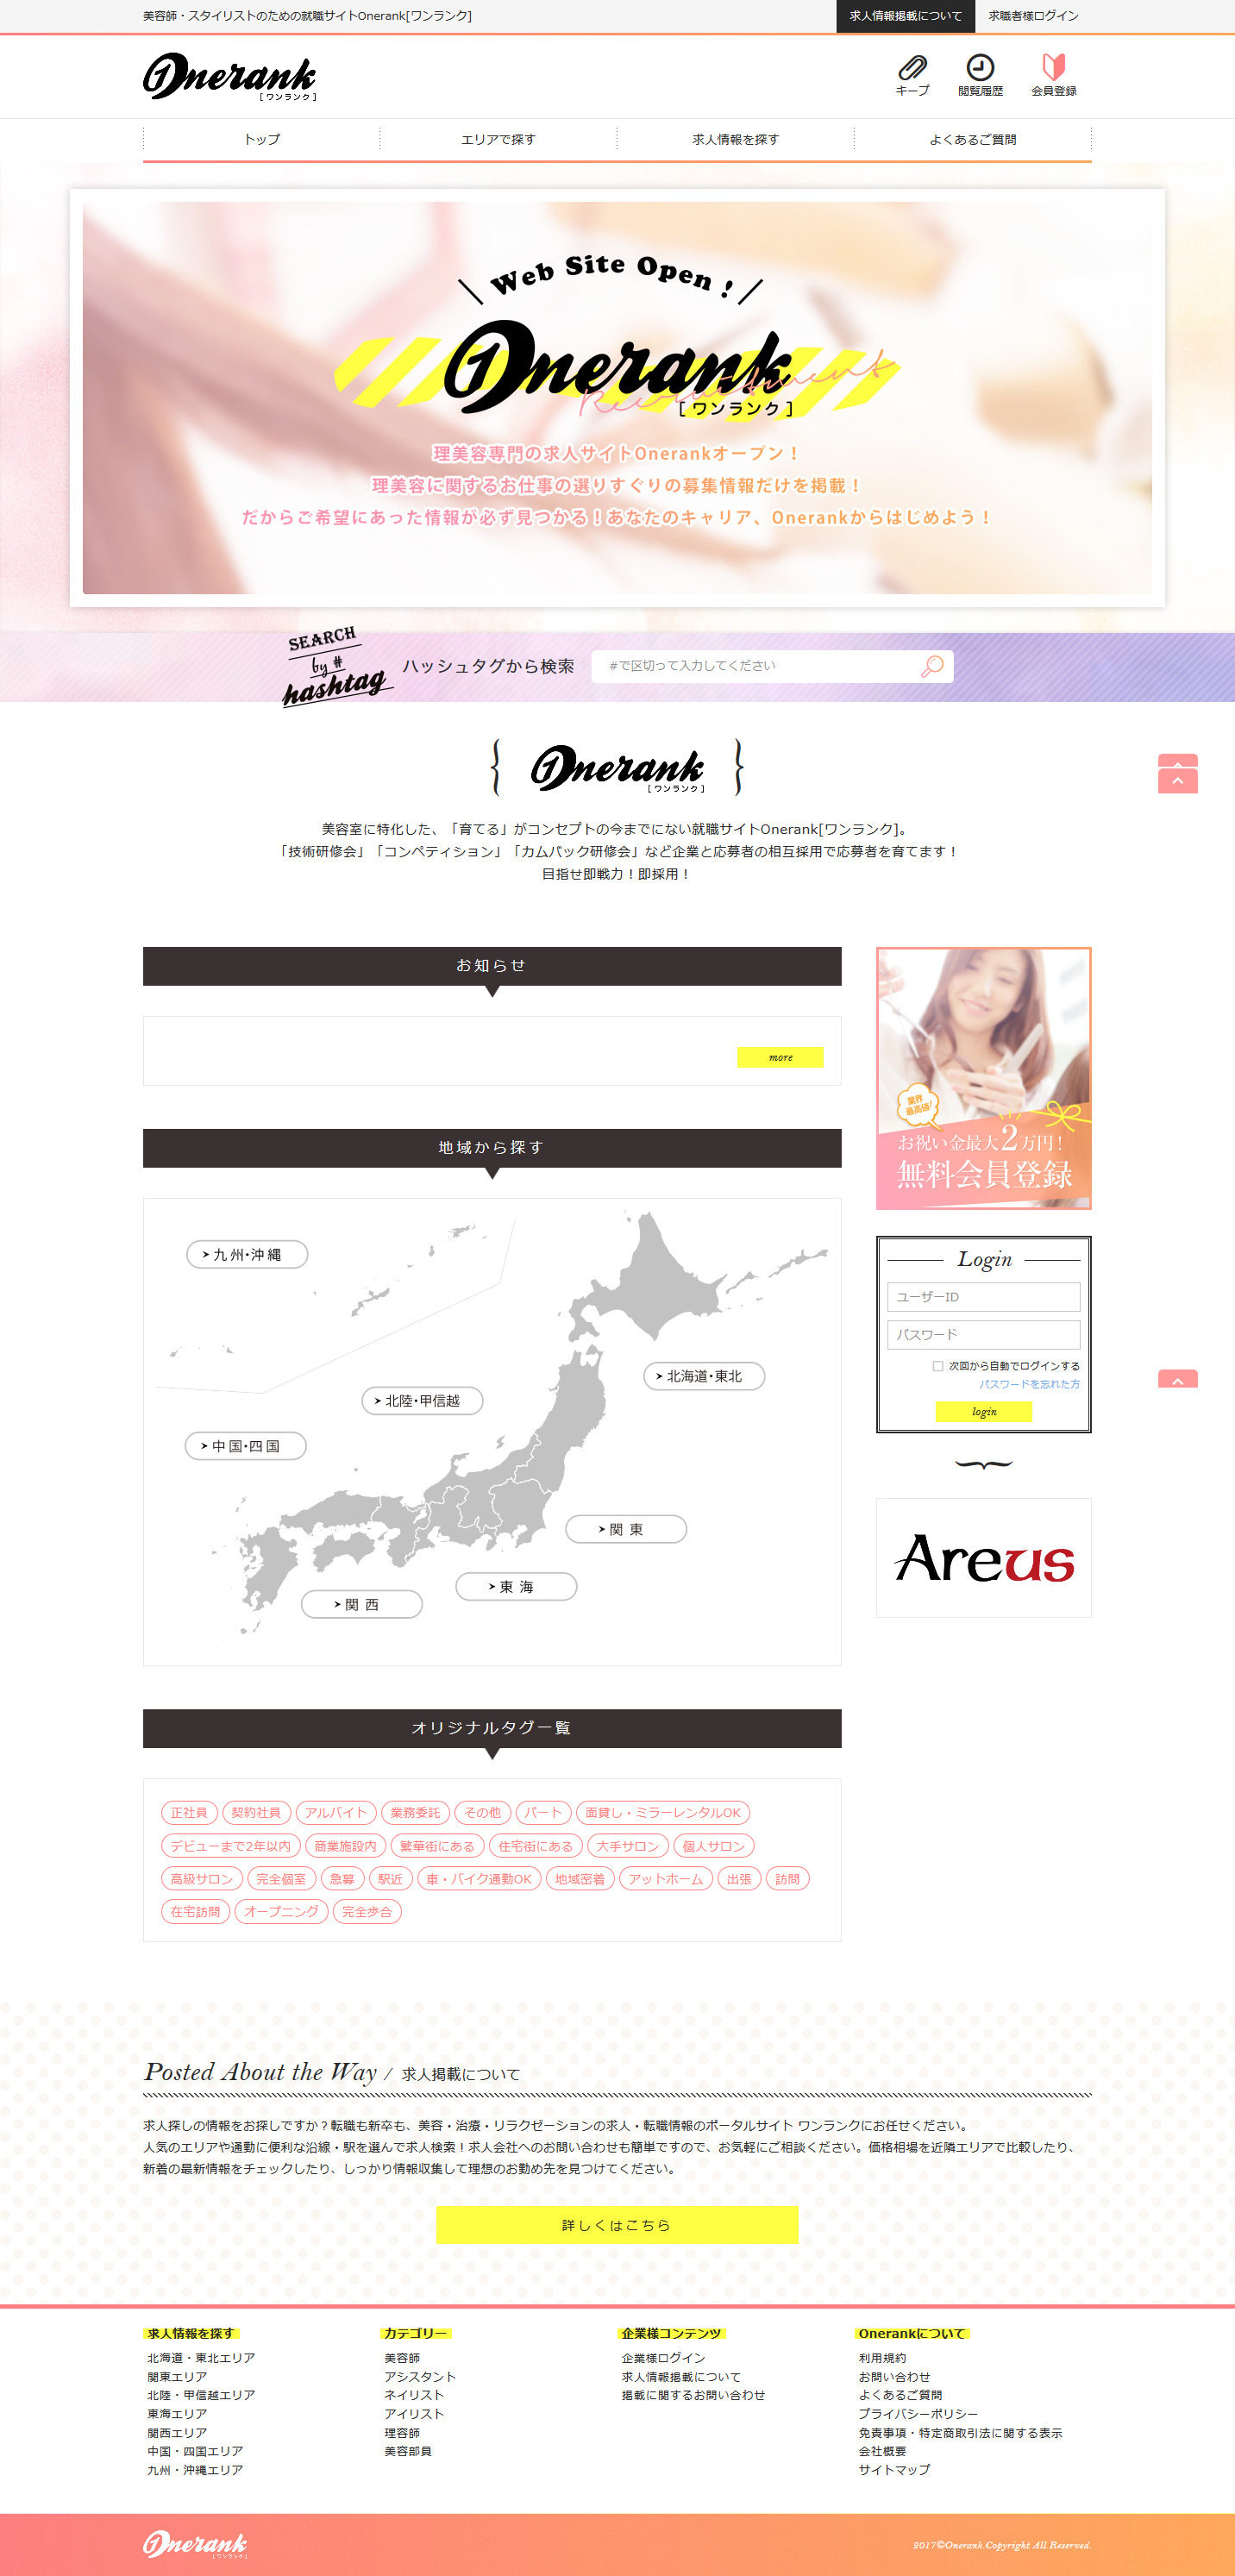 美容師・スタイリストのための就職サイトOnerank[ワンランク]
求人情報掲載について
求職者様ログイン
Onerank
[ワンランク]
キープ
閲覧履歴
会員登録
トップ
エリアで探す
求人情報を探す
よくあるご質問
Web Site Open !
Onerank
Recruitment
[ワンランク]
理美容専門の求人サイトOnerankオープン！
理美容に関するお仕事の選りすぐりの募集情報だけを掲載！
だからご希望にあった情報が必ず見つかる！あなたのキャリア、Onerankからはじめよう！
SEARCH
by #
hashtag
ハッシュタグから検索
#で区切って入力してください
Onerank
[ワンランク]
美容室に特化した、「育てる」がコンセプトの今までにない就職サイトOnerank[ワンランク]。
「技術研修会」「コンペティション」「カムバック研修会」など企業と応募者の相互採用で応募者を育てます！
目指せ即戦力！即採用！
お知らせ
more
地域から探す
九州・沖縄
北海道・東北
北陸・甲信越
中国・四国
関東
東海
関西
オリジナルタグ一覧
正社員 契約社員 アルバイト 業務委託 その他 パート 面貸し・ミラーレンタルOK
デビューまで2年以内 商業施設内 繁華街にある 住宅街にある 大手サロン 個人サロン
高級サロン 完全個室 急募 駅近 車・バイク通勤OK 地域密着 アットホーム 出張 訪問
在宅訪問 オープニング 完全歩合
業界
最高値!
お祝い金最大2万円!
無料会員登録
Login
ユーザーID
パスワード
次回から自動でログインする
パスワードを忘れた方
login
Areus
Posted About the Way / 求人掲載について
求人探しの情報をお探しですか？転職も新卒も、美容・治療・リラクゼーションの求人・転職情報のポータルサイト ワンランクにお任せください。
人気のエリアや通勤に便利な沿線・駅を選んで求人検索！求人会社へのお問い合わせも簡単ですので、お気軽にご相談ください。価格相場を近隣エリアで比較したり、
新着の最新情報をチェックしたり、しっかり情報収集して理想のお勤め先を見つけてください。
詳しくはこちら
求人情報を探す
北海道・東北エリア
関東エリア
北陸・甲信越エリア
東海エリア
関西エリア
中国・四国エリア
九州・沖縄エリア
カテゴリー
美容師
アシスタント
ネイリスト
アイリスト
理容師
美容部員
企業様コンテンツ
企業様ログイン
求人情報掲載について
掲載に関するお問い合わせ
Onerankについて
利用規約
お問い合わせ
よくあるご質問
プライバシーポリシー
免責事項・特定商取引法に関する表示
会社概要
サイトマップ
Onerank
[ワンランク]
2017©Onerank.Copyright All Reserved.